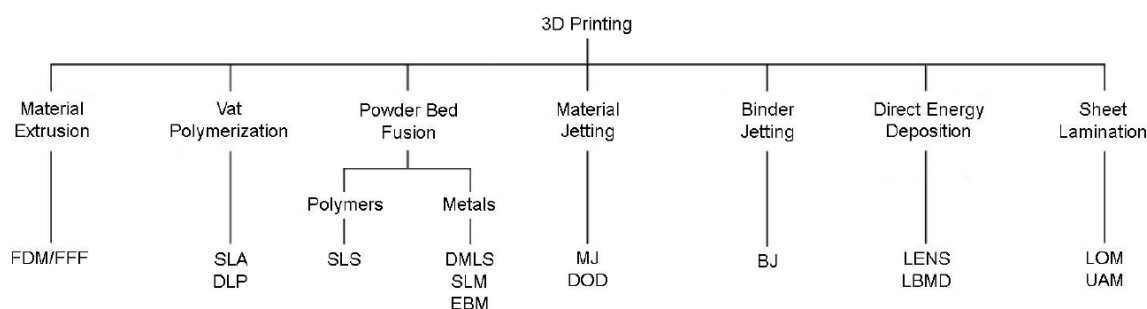 3D Printing
Material
Extrusion
Vat
Polymerization
Powder Bed
Fusion
Material
Jetting
Binder
Jetting
Direct Energy
Deposition
Sheet
Lamination
Polymers
Metals
FDM/FFF
SLA
DLP
SLS
DMLS
SLM
EBM
MJ
DOD
BJ
LENS
LBMD
LOM
UAM